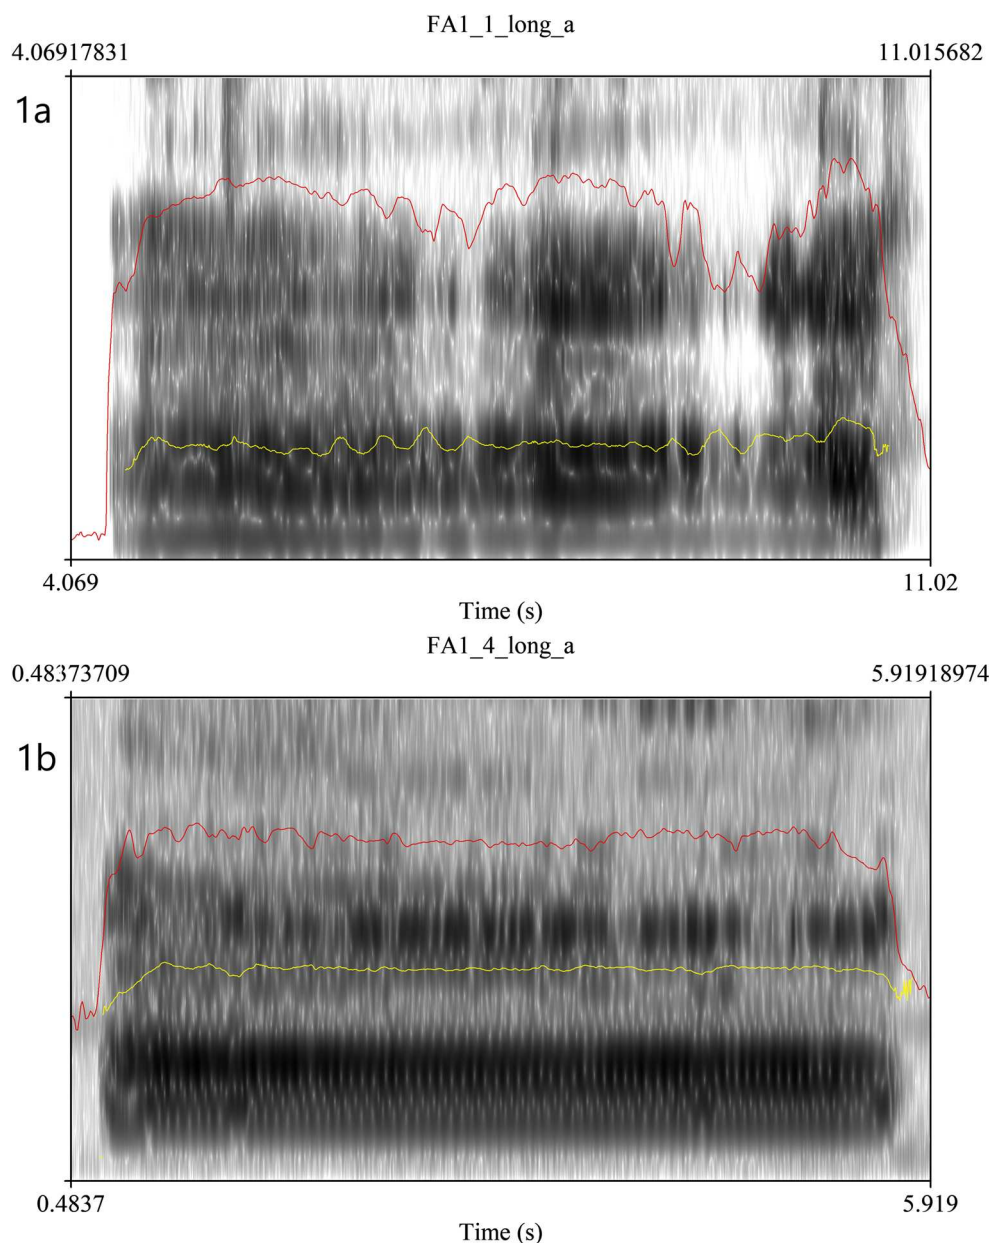 FA1_1_long_a
4.06917831 11.015682
1a
4.069 11.02
Time (s)
FA1_4_long_a
0.48373709 5.91918974
1b
0.4837 5.919
Time (s)